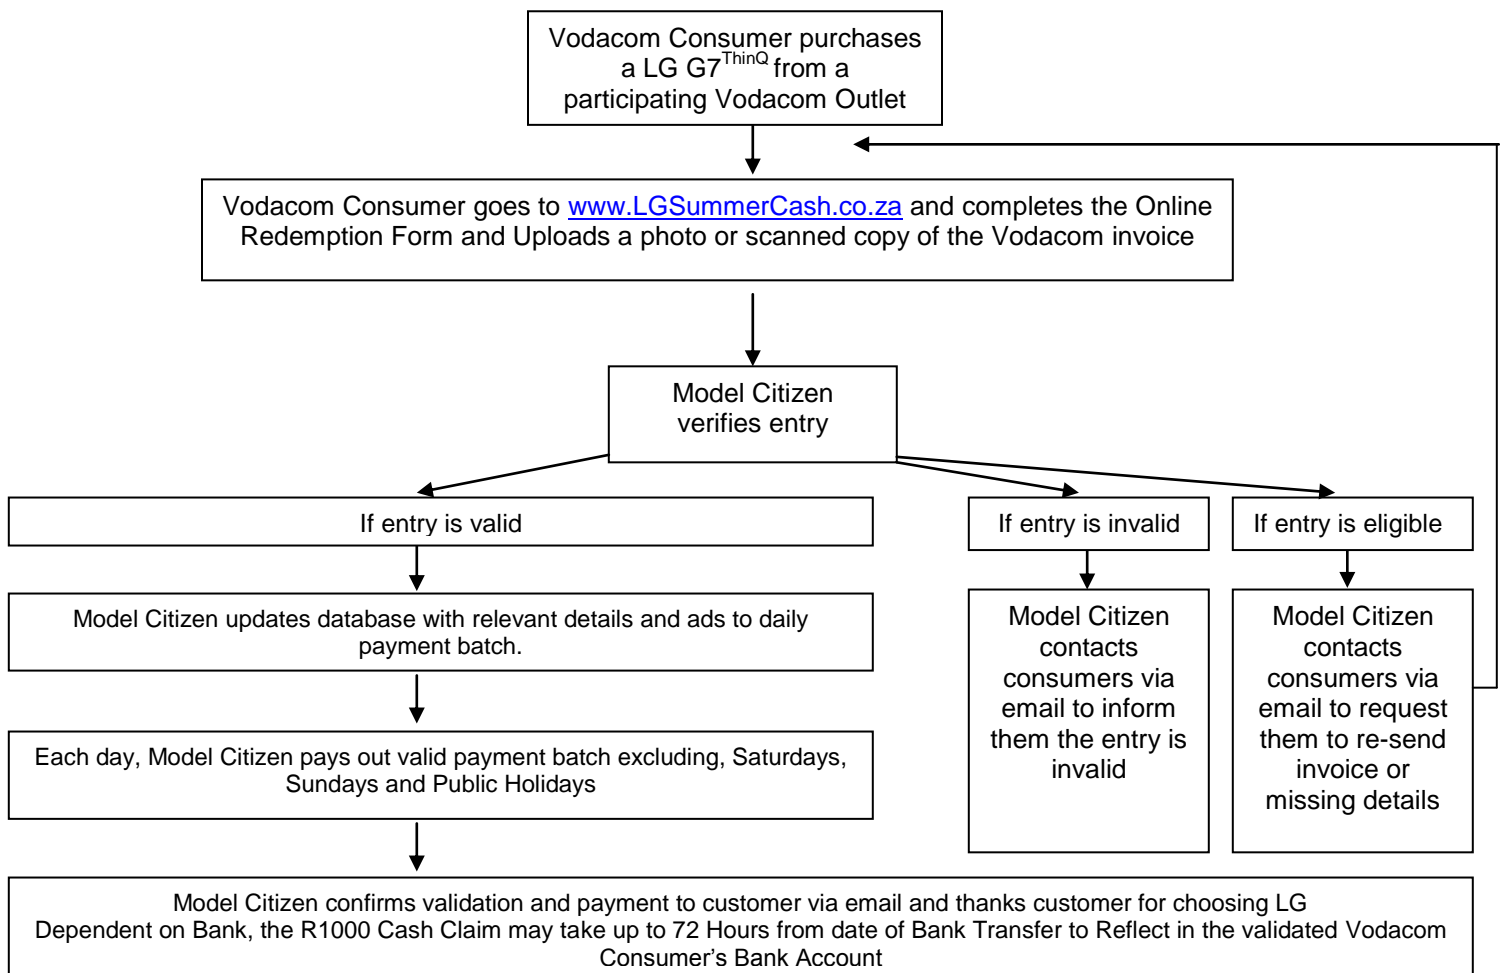 Vodacom Consumer purchases
a LG G7ThinQ from a
participating Vodacom Outlet
Vodacom Consumer goes to www.LGSummerCash.co.za and completes the Online
Redemption Form and Uploads a photo or scanned copy of the Vodacom invoice
Model Citizen
verifies entry
If entry is valid
If entry is invalid
If entry is eligible
Model Citizen updates database with relevant details and ads to daily
payment batch.
Each day, Model Citizen pays out valid payment batch excluding, Saturdays,
Sundays and Public Holidays
Model Citizen
contacts
consumers via
email to inform
them the entry is
invalid
Model Citizen
contacts
consumers via
email to request
them to re-send
invoice or
missing details
Model Citizen confirms validation and payment to customer via email and thanks customer for choosing LG
Dependent on Bank, the R1000 Cash Claim may take up to 72 Hours from date of Bank Transfer to Reflect in the validated Vodacom
Consumer's Bank Account